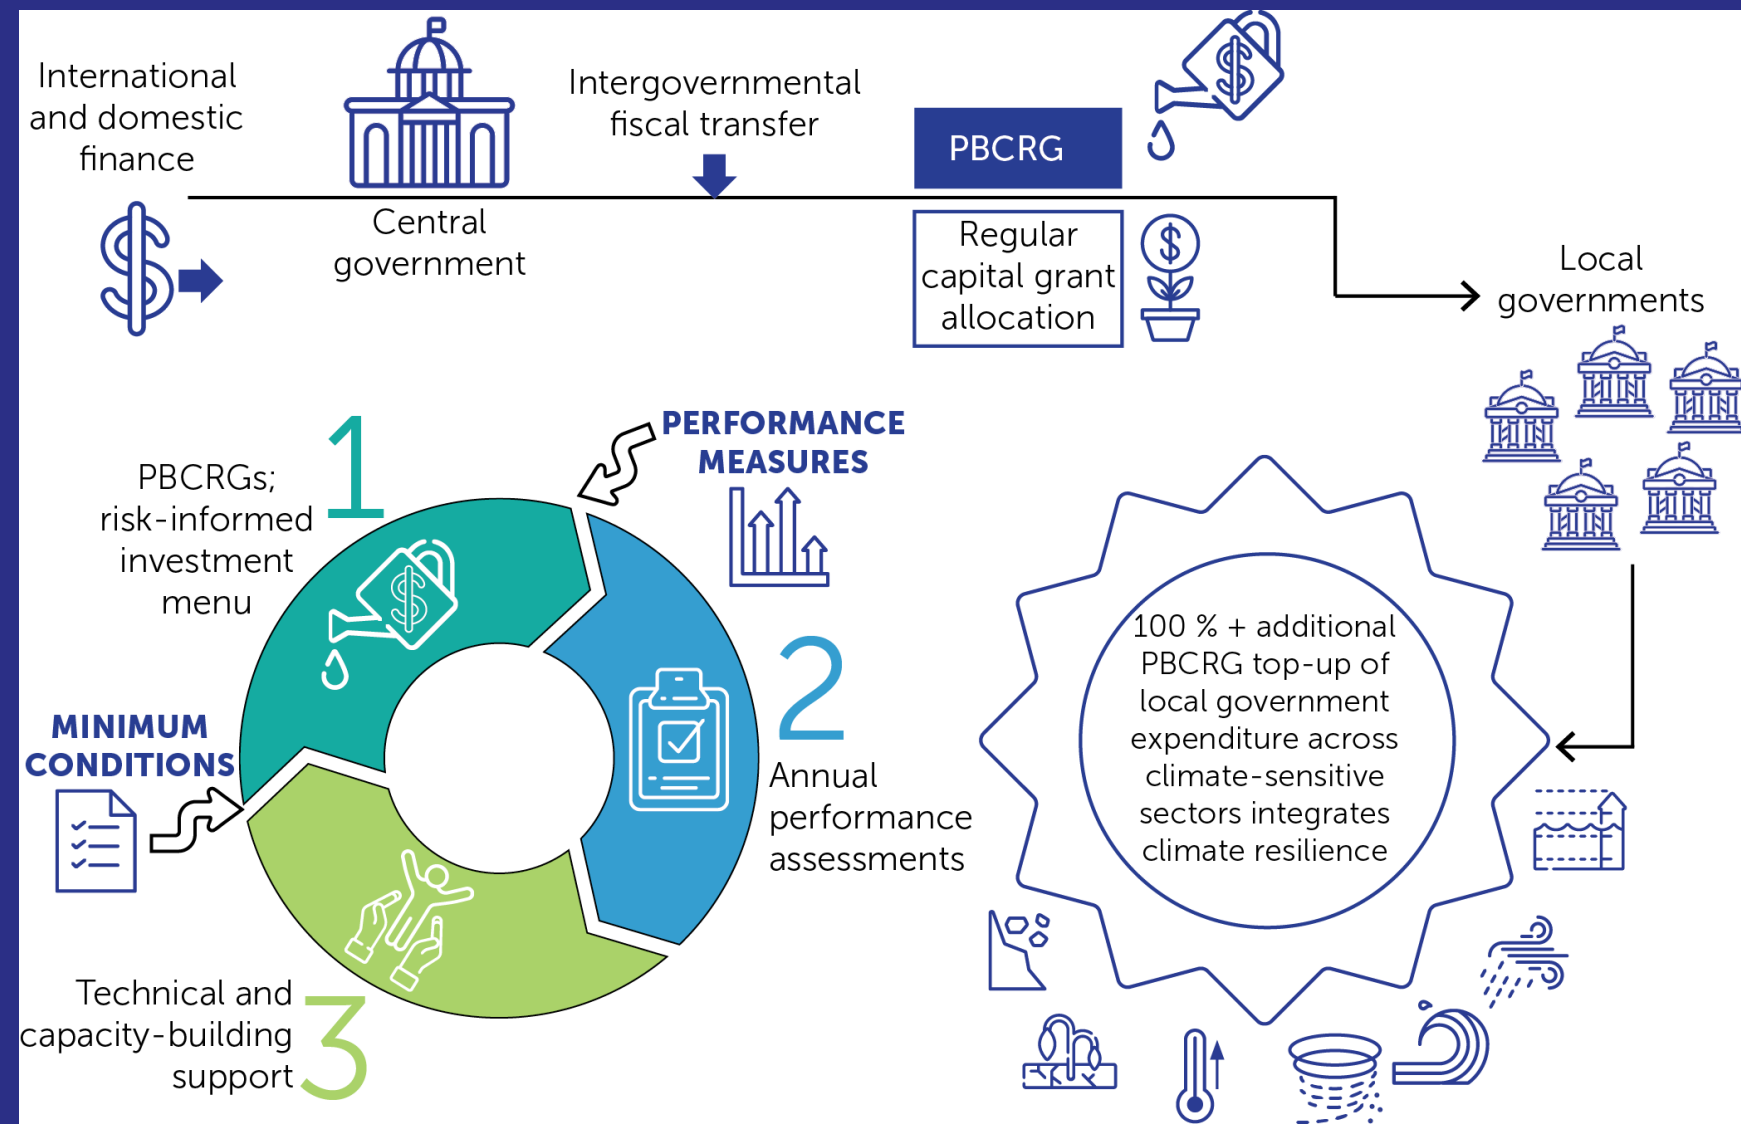 International
and domestic
finance
Central
government
Intergovernmental
fiscal transfer
PBCRG
Regular
capital grant
allocation
Local
governments
1
PBCRGs;
risk-informed
investment
menu
PERFORMANCE
MEASURES
2
Annual
performance
assessments
MINIMUM
CONDITIONS
Technical and
capacity-building
support
3
100 % + additional
PBCRG top-up of
local government
expenditure across
climate-sensitive
sectors integrates
climate resilience